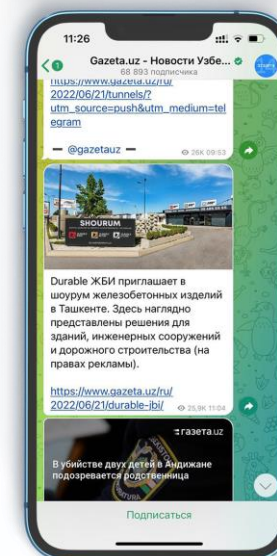 11:26
Gazeta.uz - Новости Узбе...
68 893 подписчика
https://www.gazeta.uz/ru/
2022/06/21/tunnels/?
utm_source=push&utm_medium=tel
egram
— @gazetauz —
26K 09:53
SHOURUM
Durable ЖБИ приглашает в
шоурум железобетонных изделий
в Ташкенте. Здесь наглядно
представлены решения для
зданий, инженерных сооружений
и дорожного строительства (на
правах рекламы).
https://www.gazeta.uz/ru/
2022/06/21/durable-jbi/
25,9K 11:04
газета.uz
В убийстве двух детей в Андижане
подозревается родственница
Подписаться